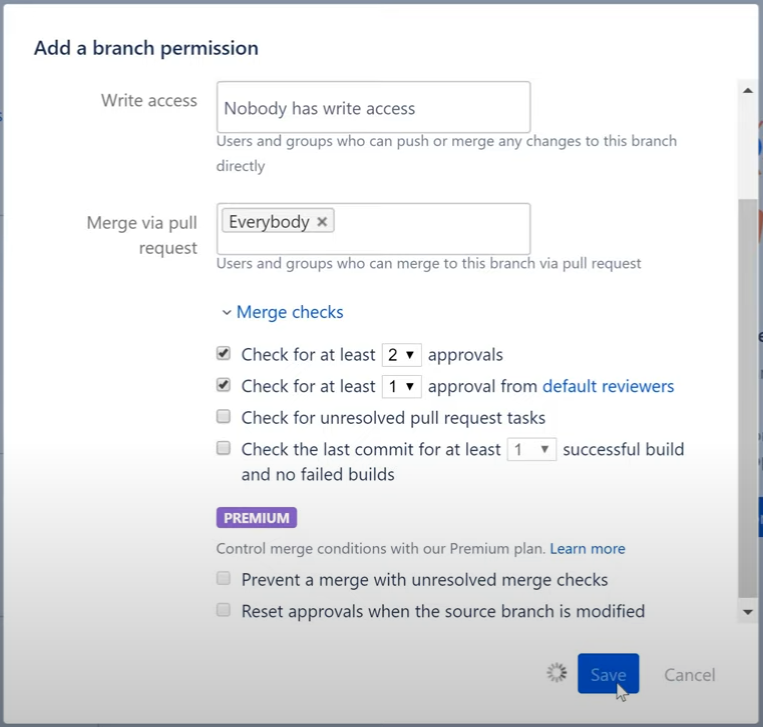 Add a branch permission
Write access
Nobody has write access
Users and groups who can push or merge any changes to this branch
directly
Merge via pull
request
Everybody ×
Users and groups who can merge to this branch via pull request
Merge checks
Check for at least 2 approvals
Check for at least 1 approval from default reviewers
Check for unresolved pull request tasks
Check the last commit for at least 1 successful build
and no failed builds
PREMIUM
Control merge conditions with our Premium plan. Learn more
Prevent a merge with unresolved merge checks
Reset approvals when the source branch is modified
Save Cancel